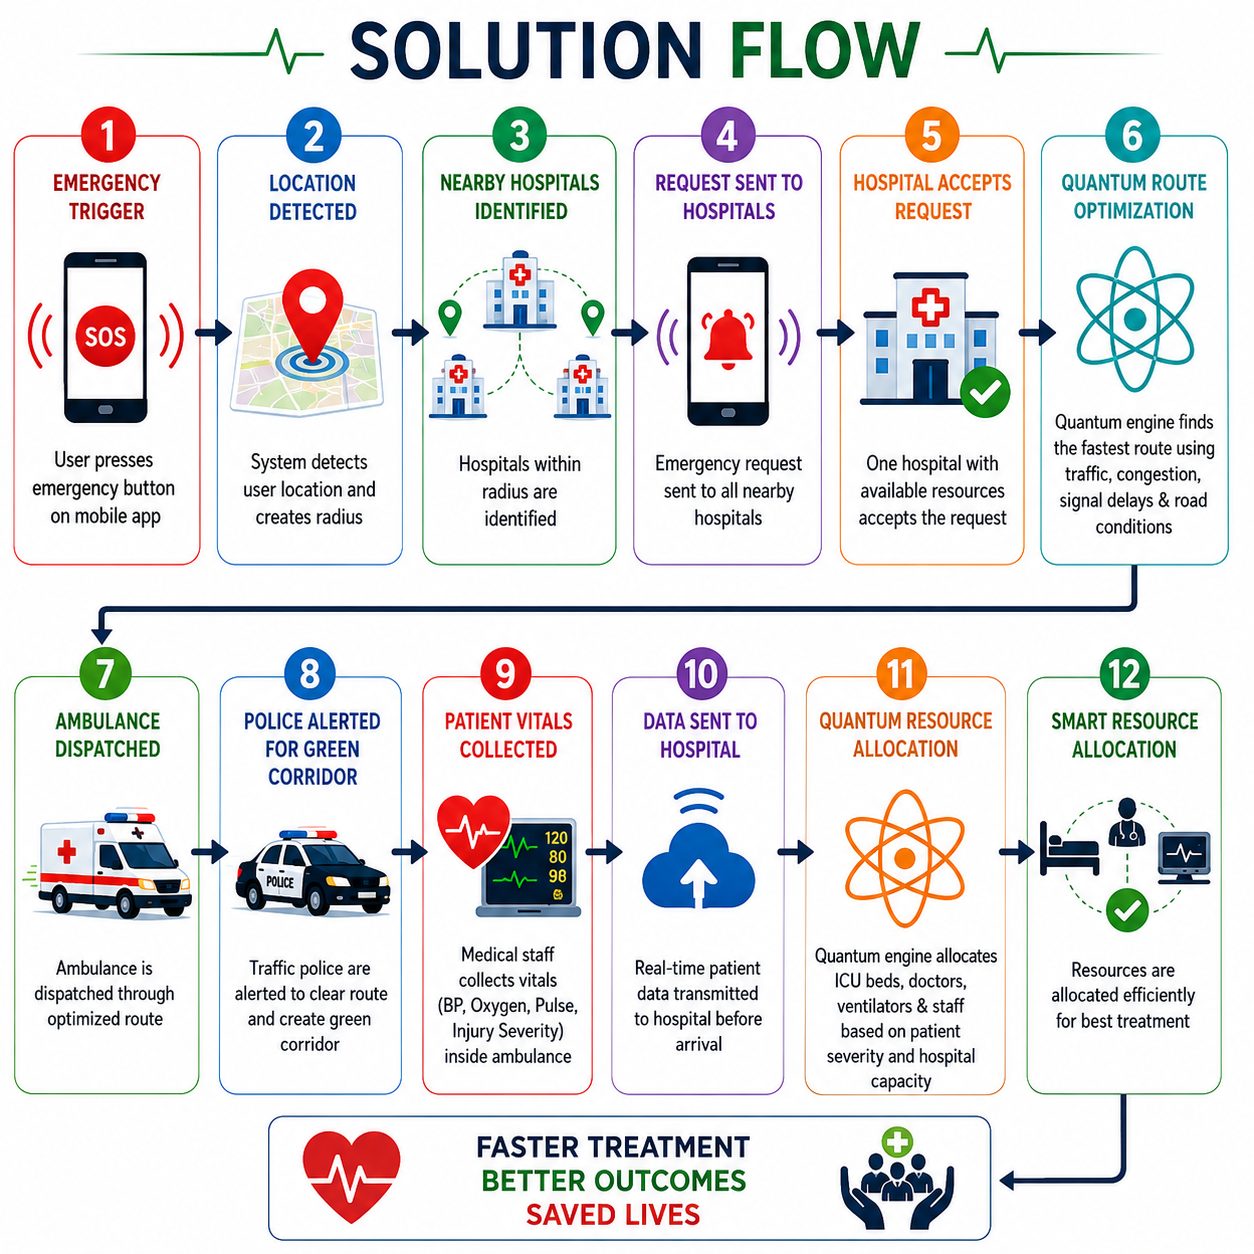 SOLUTION FLOW
1
EMERGENCY
TRIGGER
SOS
User presses
emergency button
on mobile app
2
LOCATION
DETECTED
System detects
user location and
creates radius
3
NEARBY HOSPITALS
IDENTIFIED
Hospitals within
radius are
identified
4
REQUEST SENT TO
HOSPITALS
Emergency request
sent to all nearby
hospitals
5
HOSPITAL ACCEPTS
REQUEST
One hospital with
available resources
accepts the request
6
QUANTUM ROUTE
OPTIMIZATION
Quantum engine finds
the fastest route using
traffic, congestion,
signal delays & road
conditions
7
AMBULANCE
DISPATCHED
Ambulance is
dispatched through
optimized route
8
POLICE ALERTED
FOR GREEN
CORRIDOR
POLICE
Traffic police are
alerted to clear route
and create green
corridor
9
PATIENT VITALS
COLLECTED
120
80
98
Medical staff
collects vitals
(BP, Oxygen, Pulse,
Injury Severity)
inside ambulance
10
DATA SENT TO
HOSPITAL
Real-time patient
data transmitted
to hospital before
arrival
11
QUANTUM RESOURCE
ALLOCATION
Quantum engine allocates
ICU beds, doctors,
ventilators & staff
based on patient
severity and hospital
capacity
12
SMART RESOURCE
ALLOCATION
Resources are
allocated efficiently
for best treatment
FASTER TREATMENT
BETTER OUTCOMES
SAVED LIVES